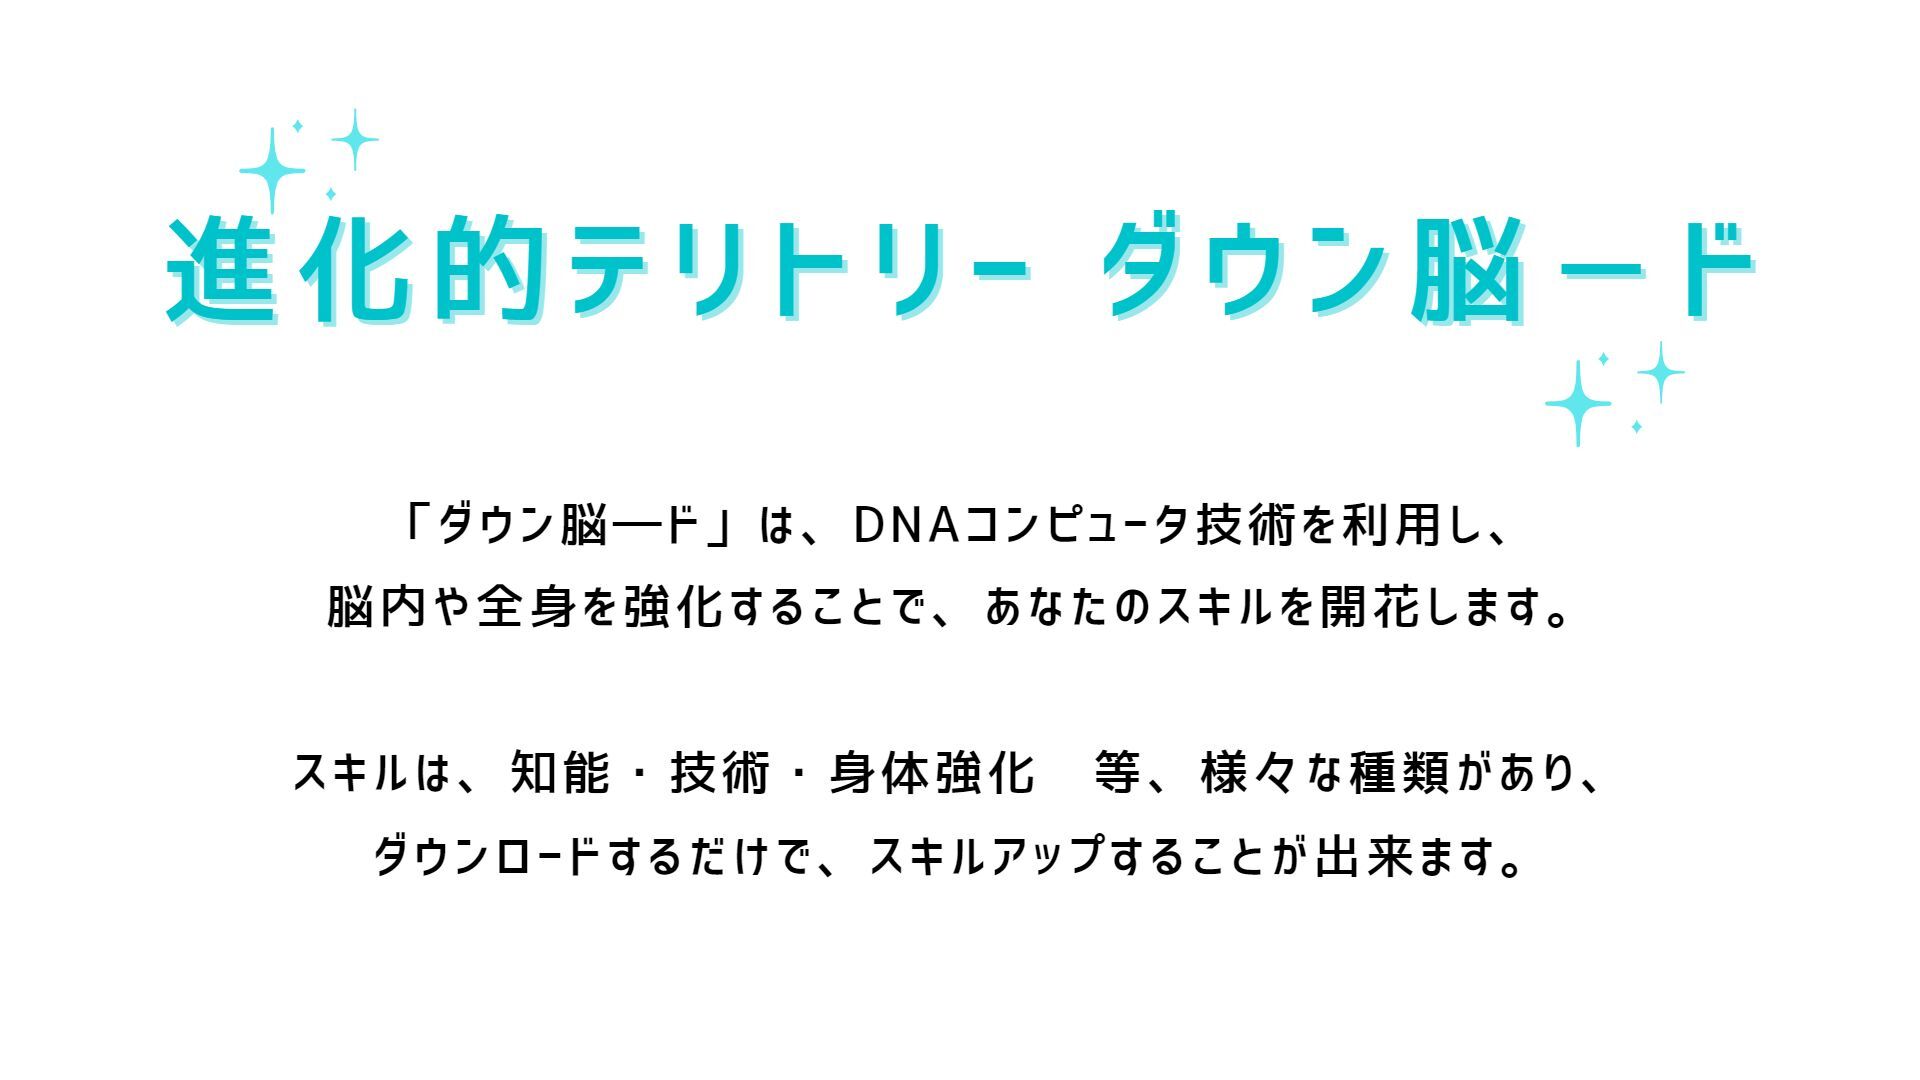 進化的テリトリー ダウン脳―ド
「ダウン脳―ド」は、DNAコンピュータ技術を利用し、
脳内や全身を強化することで、あなたのスキルを開花します。
スキルは、知能・技術・身体強化　等、様々な種類があり、
ダウンロードするだけで、スキルアップすることが出来ます。